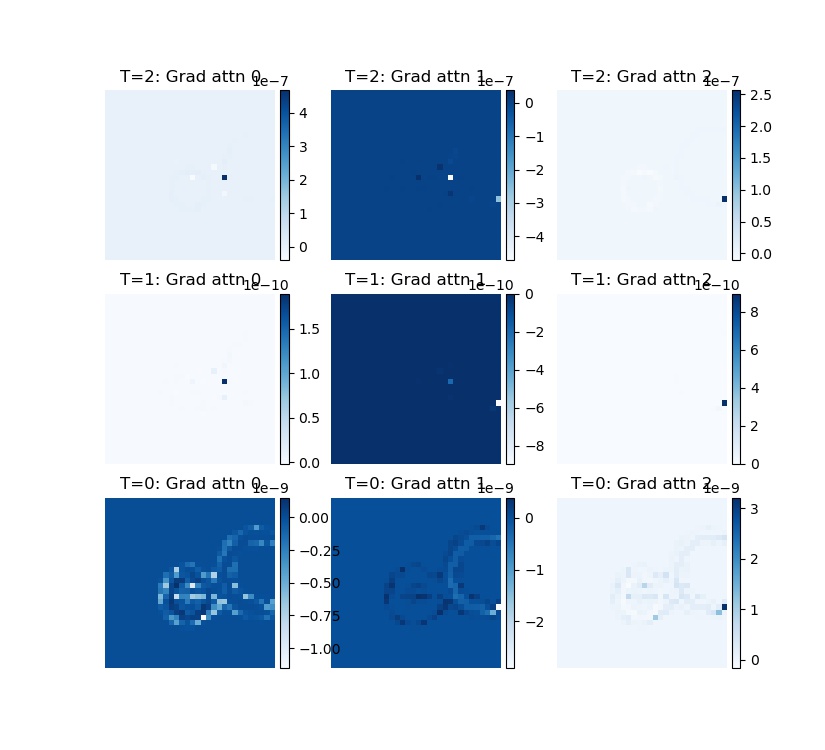 T=2: Grad attn 0
1e−7
4
3
2
1
0
T=2: Grad attn 1
1e−7
0
−1
−2
−3
−4
T=2: Grad attn 2
1e−7
2.5
2.0
1.5
1.0
0.5
0.0
T=1: Grad attn 0
1e−10
1.5
1.0
0.5
0.0
T=1: Grad attn 1
1e−10
0
−2
−4
−6
−8
T=1: Grad attn 2
1e−10
8
6
4
2
0
T=0: Grad attn 0
1e−9
0.00
−0.25
−0.50
−0.75
−1.00
T=0: Grad attn 1
1e−9
0
−1
−2
T=0: Grad attn 2
1e−9
3
2
1
0